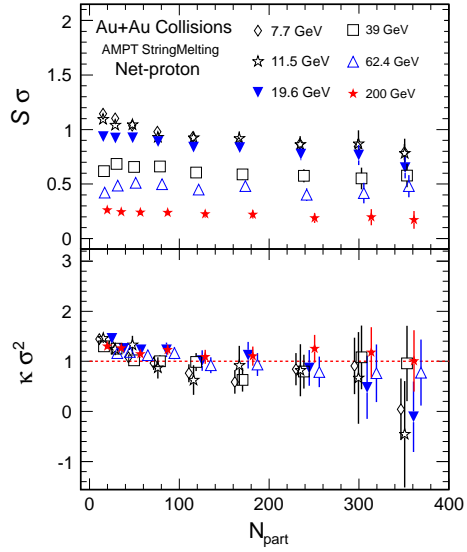 Au+Au Collisions
AMPT StringMelting
Net-proton
7.7 GeV
39 GeV
11.5 GeV
62.4 GeV
19.6 GeV
200 GeV
S σ
2
1.5
1
0.5
0
κ σ²
3
2
1
0
-1
0 100 200 300 400
N_part